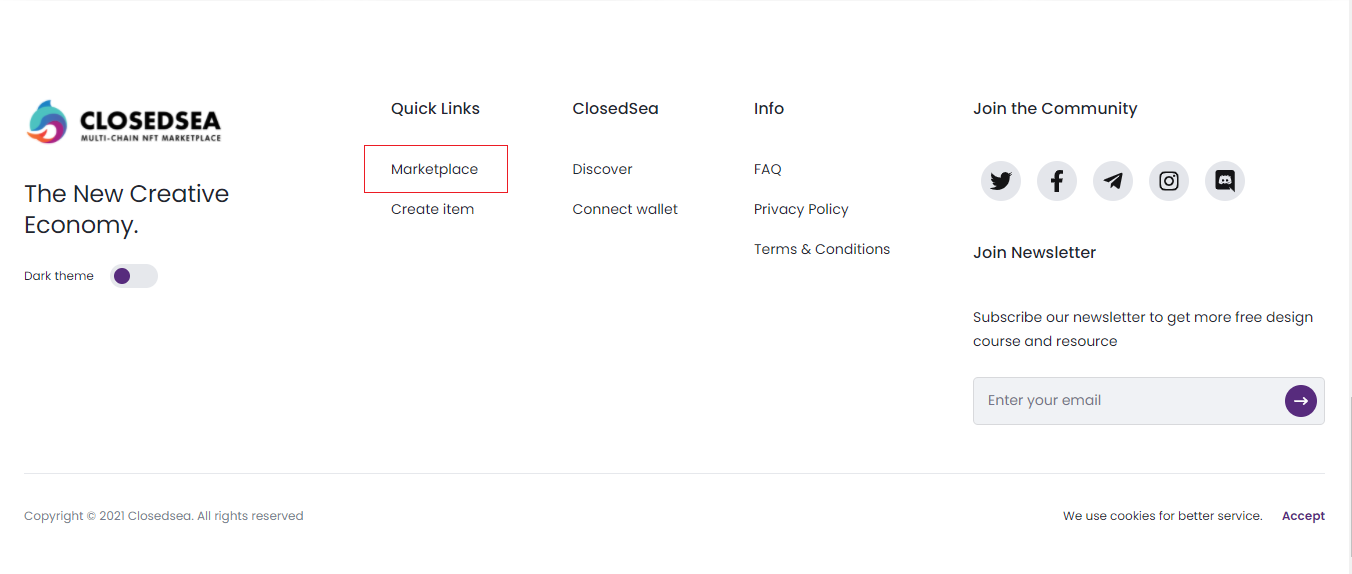 CLOSEDSEA
MULTI-CHAIN NFT MARKETPLACE
The New Creative
Economy.
Dark theme
Quick Links
Marketplace
Create item
ClosedSea
Discover
Connect wallet
Info
FAQ
Privacy Policy
Terms & Conditions
Join the Community
Join Newsletter
Subscribe our newsletter to get more free design
course and resource
Enter your email
Copyright © 2021 Closedsea. All rights reserved
We use cookies for better service. Accept